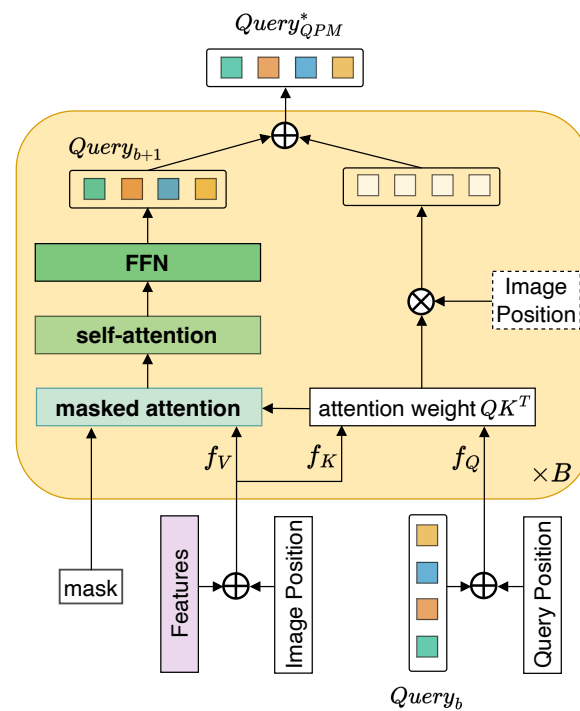 Query*_{QPM}
Query_{b+1}
FFN
Image
Position
self-attention
masked attention
attention weight QK^T
f_V
f_K
f_Q
×B
mask
Features
Image Position
Query Position
Query_b